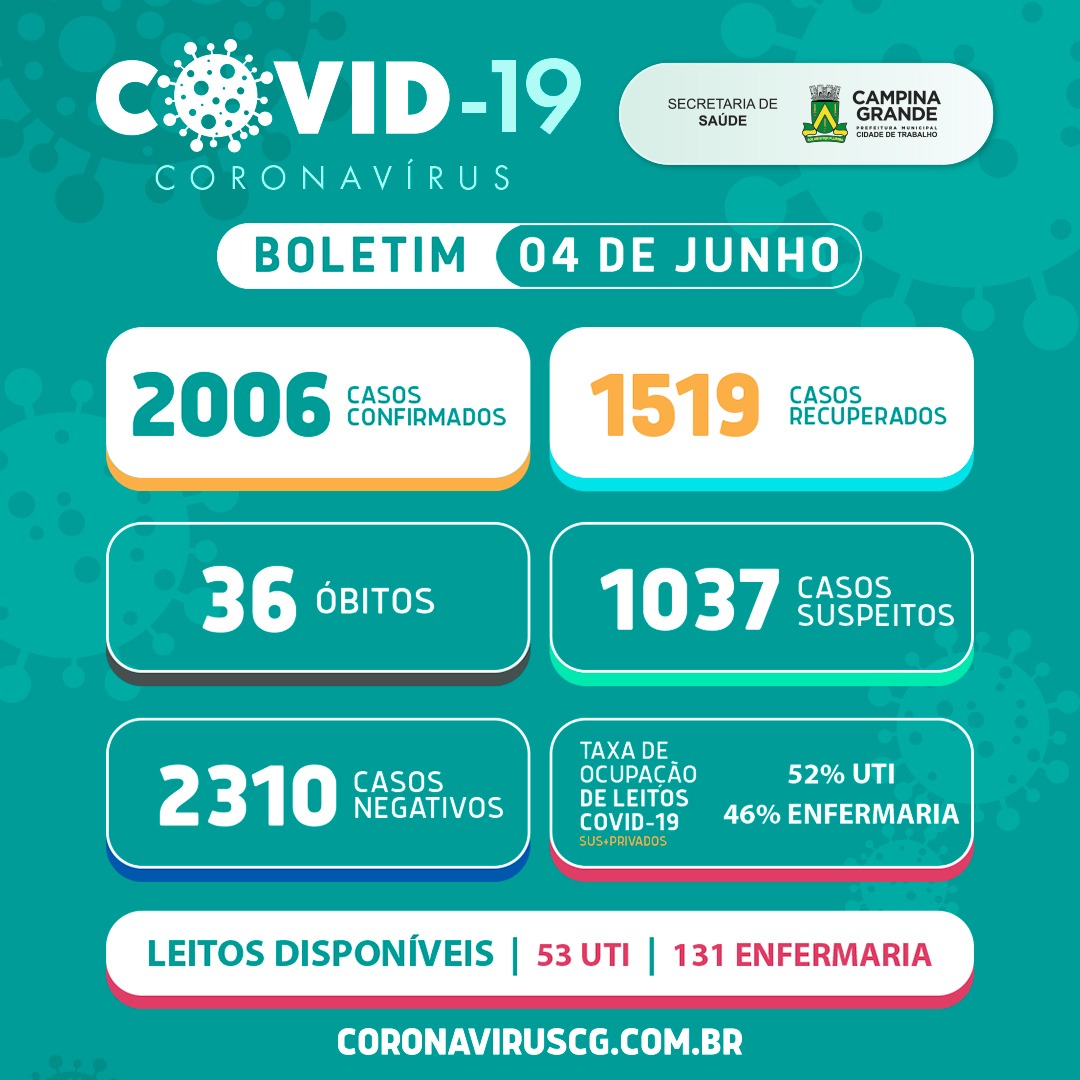 COVID-19
CORONAVÍRUS
SECRETARIA DE
SAÚDE
CAMPINA
GRANDE
PREFEITURA MUNICIPAL
CIDADE DE TRABALHO
BOLETIM 04 DE JUNHO
2006 CASOS
CONFIRMADOS
1519 CASOS
RECUPERADOS
36 ÓBITOS
1037 CASOS
SUSPEITOS
2310 CASOS
NEGATIVOS
TAXA DE
OCUPAÇÃO
DE LEITOS
COVID-19
SUS+PRIVADOS
52% UTI
46% ENFERMARIA
LEITOS DISPONÍVEIS | 53 UTI | 131 ENFERMARIA
CORONAVIRUSCG.COM.BR